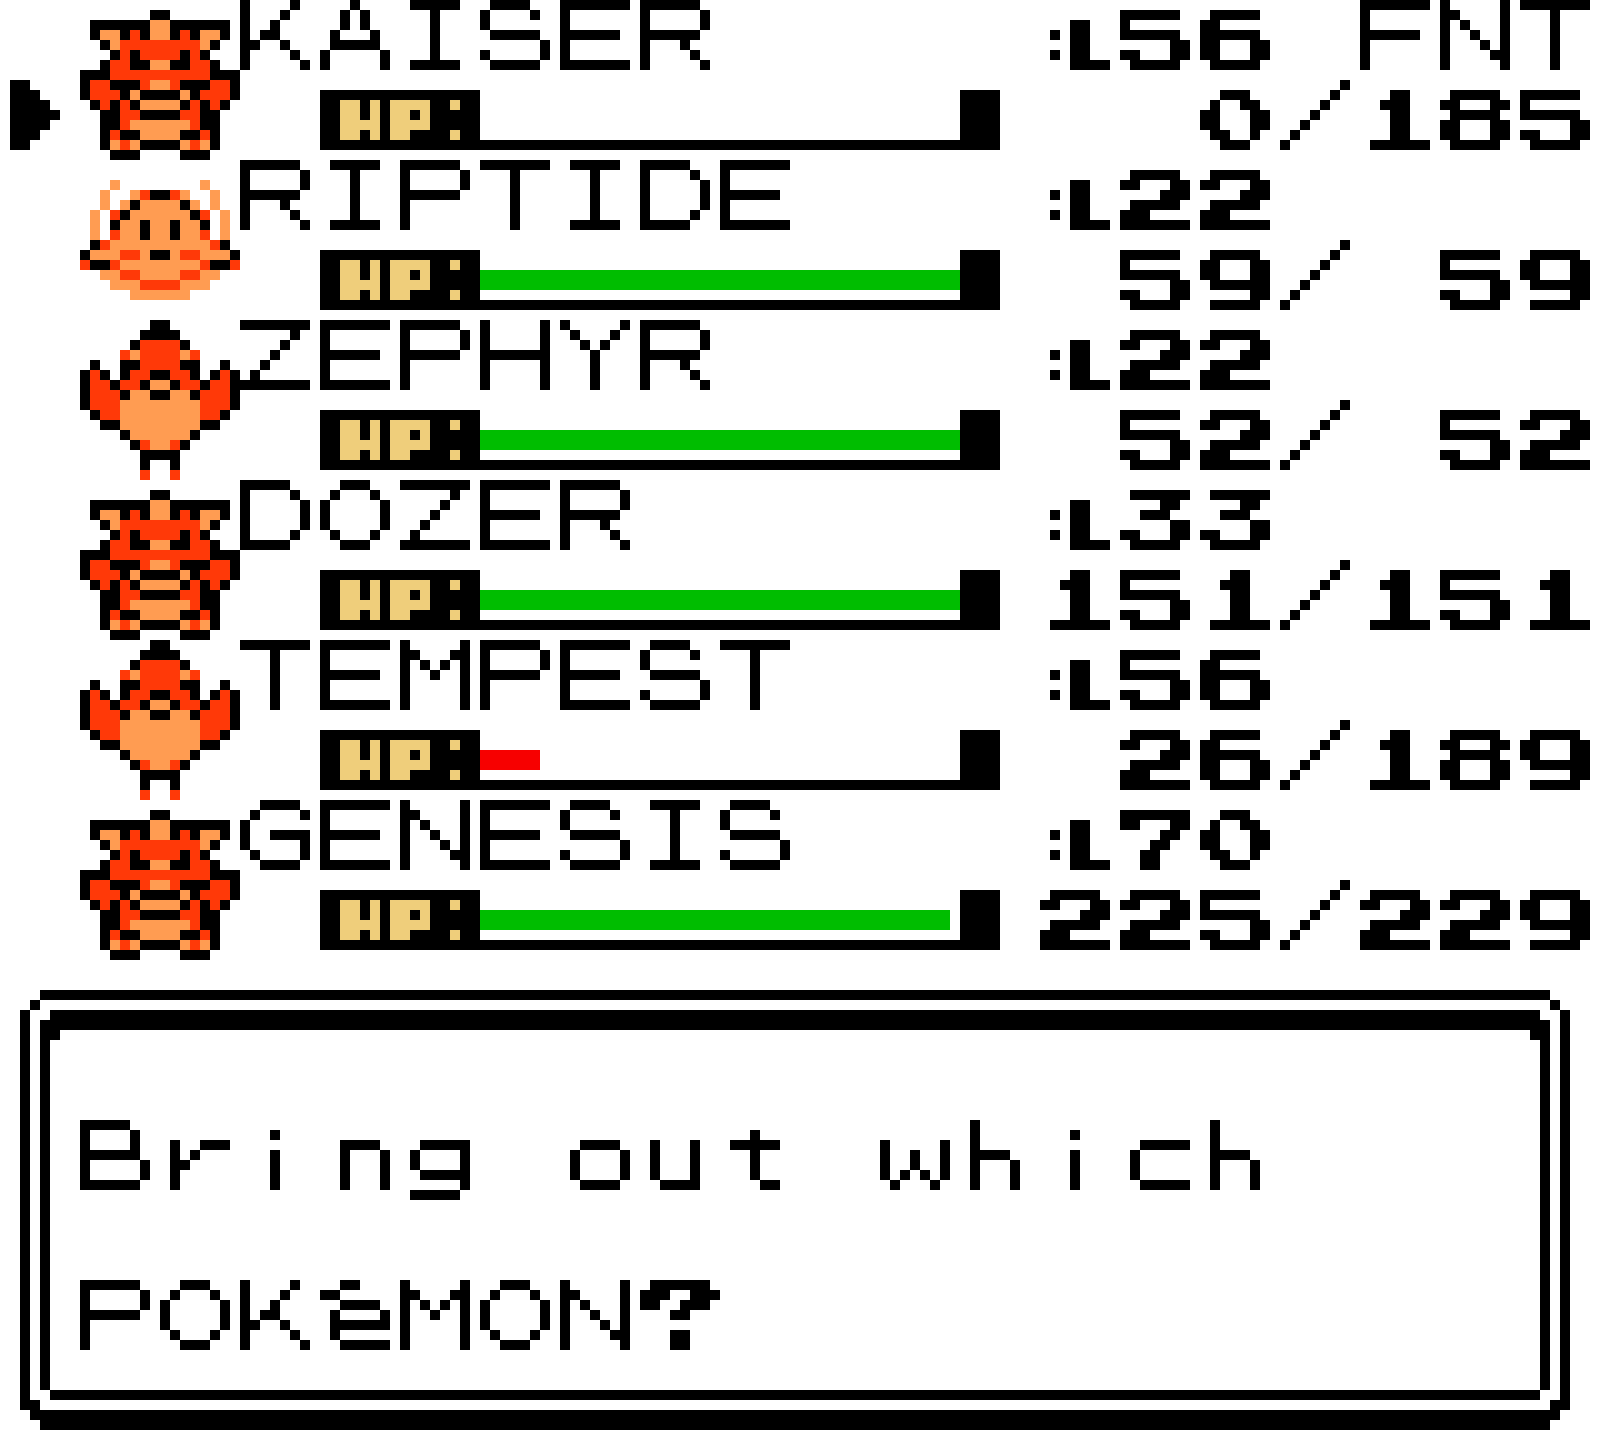 KAISER :L56 FNT
HP: 0/185
RIPTIDE :L22
HP: 59/ 59
ZEPHYR :L22
HP: 52/ 52
DOZER :L33
HP: 151/151
TEMPEST :L56
HP: 26/189
GENESIS :L70
HP: 225/229
Bring out which
POKéMON?